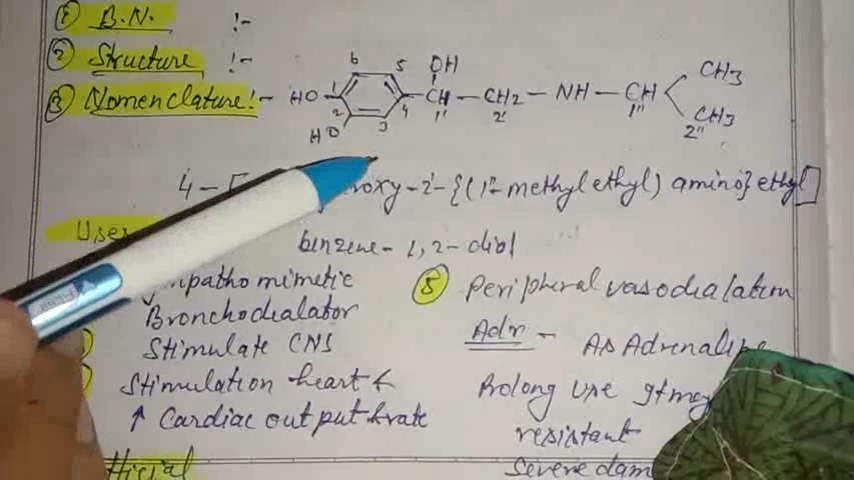 ① B.N. :-
② Structure :-
③ Nomenclature :-
HO
HO
1
2
3
4
5
6
OH
CH — CH2 — NH — CH
1' 2' 1"
CH3
CH3
2"
4 – [ -2'-{(1"-methylethyl) amino} ethyl]
benzene - 1,2-diol
Uses
Bronchodialator
Stimulate CNS
Stimulation heart &
↑ Cardiac output & rate
⑤ Peripheral vasodialation
Adr - As Adrenaline
Prolong use It may
resistant
Severe dam